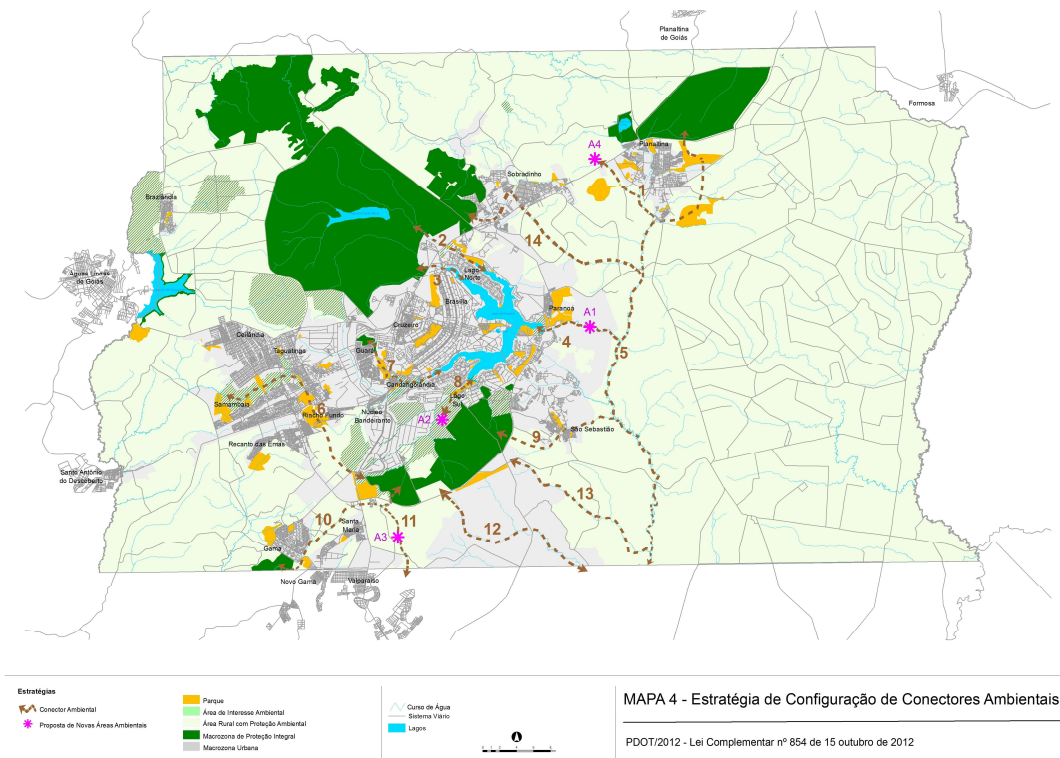 Planaltina
de Goiás
Formosa
A4
Planaltina
Sobradinho
1
Brazlândia
2
14
Lago
Norte
Águas Lindas
de Goiás
3
Brasília
Paranoá
A1
Cruzeiro
4
5
Ceilândia
Taguatinga
Guará
7
Candangolândia
8
Lago
Sul
Samambaia
6
Riacho Fundo
Núcleo
Bandeirante
A2
Recanto das Emas
9
São Sebastião
Santo Antônio
do Descoberto
13
10
Santa
Maria
11
12
A3
Gama
Novo Gama
Valparaíso
Estratégias
Conector Ambiental
Proposta de Novas Áreas Ambientais
Parque
Área de Interesse Ambiental
Área Rural com Proteção Ambiental
Macrozona de Proteção Integral
Macrozona Urbana
Curso de Água
Sistema Viário
Lagos
MAPA 4 - Estratégia de Configuração de Conectores Ambientais
PDOT/2012 - Lei Complementar nº 854 de 15 outubro de 2012